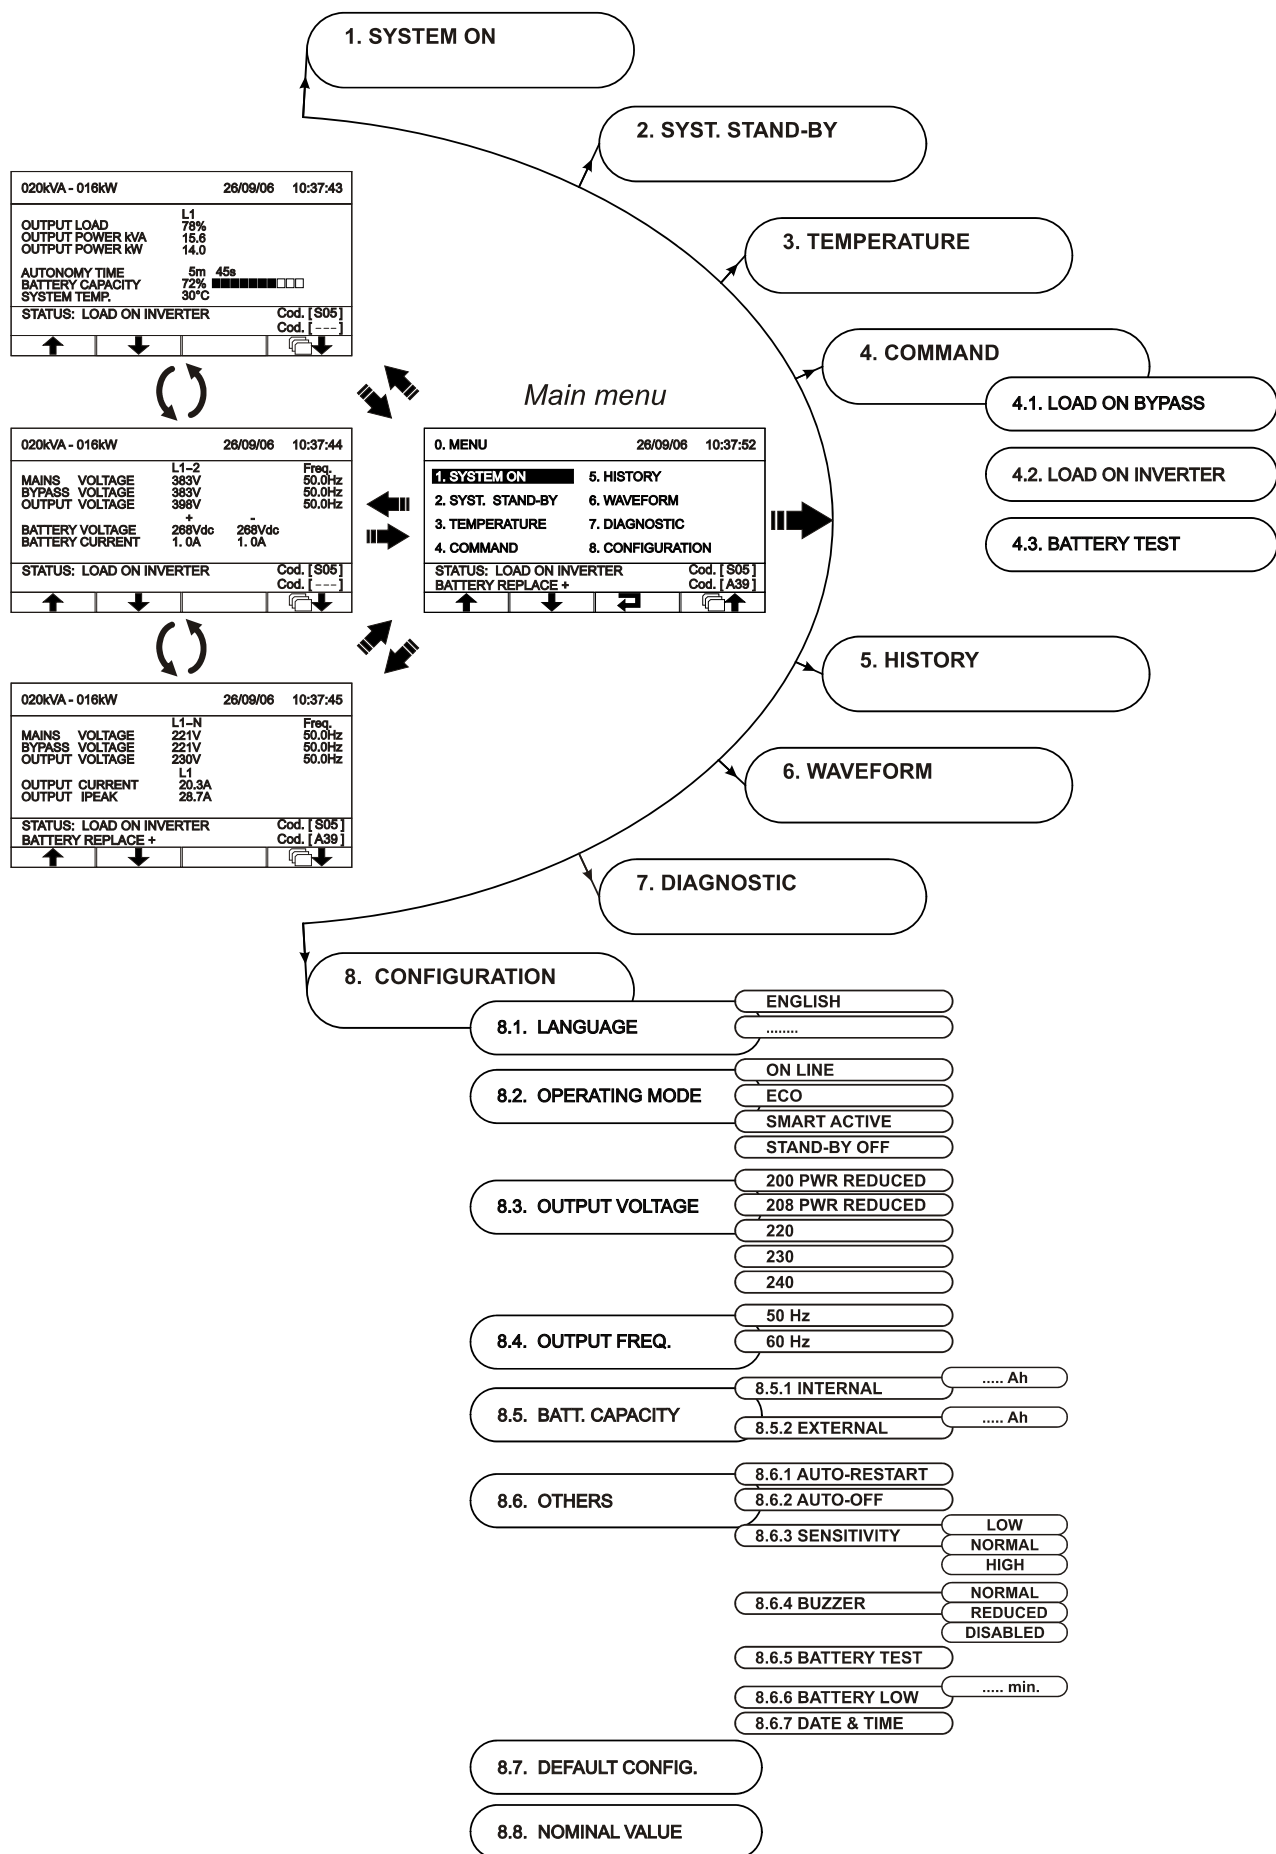 1. SYSTEM ON
2. SYST. STAND-BY
3. TEMPERATURE
4. COMMAND
4.1. LOAD ON BYPASS
4.2. LOAD ON INVERTER
4.3. BATTERY TEST
5. HISTORY
6. WAVEFORM
7. DIAGNOSTIC
020kVA - 016kW 26/09/06 10:37:43
L1
OUTPUT LOAD 78%
OUTPUT POWER kVA 15.6
OUTPUT POWER kW 14.0
AUTONOMY TIME 5m 45s
BATTERY CAPACITY 72%
SYSTEM TEMP. 30°C
STATUS: LOAD ON INVERTER Cod. [S05]
Cod. [---]
020kVA - 016kW 26/09/06 10:37:44
L1-2 Freq.
MAINS VOLTAGE 383V 50.0Hz
BYPASS VOLTAGE 383V 50.0Hz
OUTPUT VOLTAGE 398V 50.0Hz
+ -
BATTERY VOLTAGE 268Vdc 268Vdc
BATTERY CURRENT 1. 0A 1. 0A
STATUS: LOAD ON INVERTER Cod. [S05]
Cod. [---]
020kVA - 016kW 26/09/06 10:37:45
L1-N Freq.
MAINS VOLTAGE 221V 50.0Hz
BYPASS VOLTAGE 221V 50.0Hz
OUTPUT VOLTAGE 230V 50.0Hz
L1
OUTPUT CURRENT 20.3A
OUTPUT IPEAK 28.7A
STATUS: LOAD ON INVERTER Cod. [S05]
BATTERY REPLACE + Cod. [A39]
Main menu
0. MENU 26/09/06 10:37:52
1. SYSTEM ON 5. HISTORY
2. SYST. STAND-BY 6. WAVEFORM
3. TEMPERATURE 7. DIAGNOSTIC
4. COMMAND 8. CONFIGURATION
STATUS: LOAD ON INVERTER Cod. [S05]
BATTERY REPLACE + Cod. [A39]
8. CONFIGURATION
8.1. LANGUAGE
ENGLISH
........
8.2. OPERATING MODE
ON LINE
ECO
SMART ACTIVE
STAND-BY OFF
8.3. OUTPUT VOLTAGE
200 PWR REDUCED
208 PWR REDUCED
220
230
240
8.4. OUTPUT FREQ.
50 Hz
60 Hz
8.5. BATT. CAPACITY
8.5.1 INTERNAL
..... Ah
8.5.2 EXTERNAL
..... Ah
8.6. OTHERS
8.6.1 AUTO-RESTART
8.6.2 AUTO-OFF
8.6.3 SENSITIVITY
LOW
NORMAL
HIGH
8.6.4 BUZZER
NORMAL
REDUCED
DISABLED
8.6.5 BATTERY TEST
8.6.6 BATTERY LOW
..... min.
8.6.7 DATE & TIME
8.7. DEFAULT CONFIG.
8.8. NOMINAL VALUE